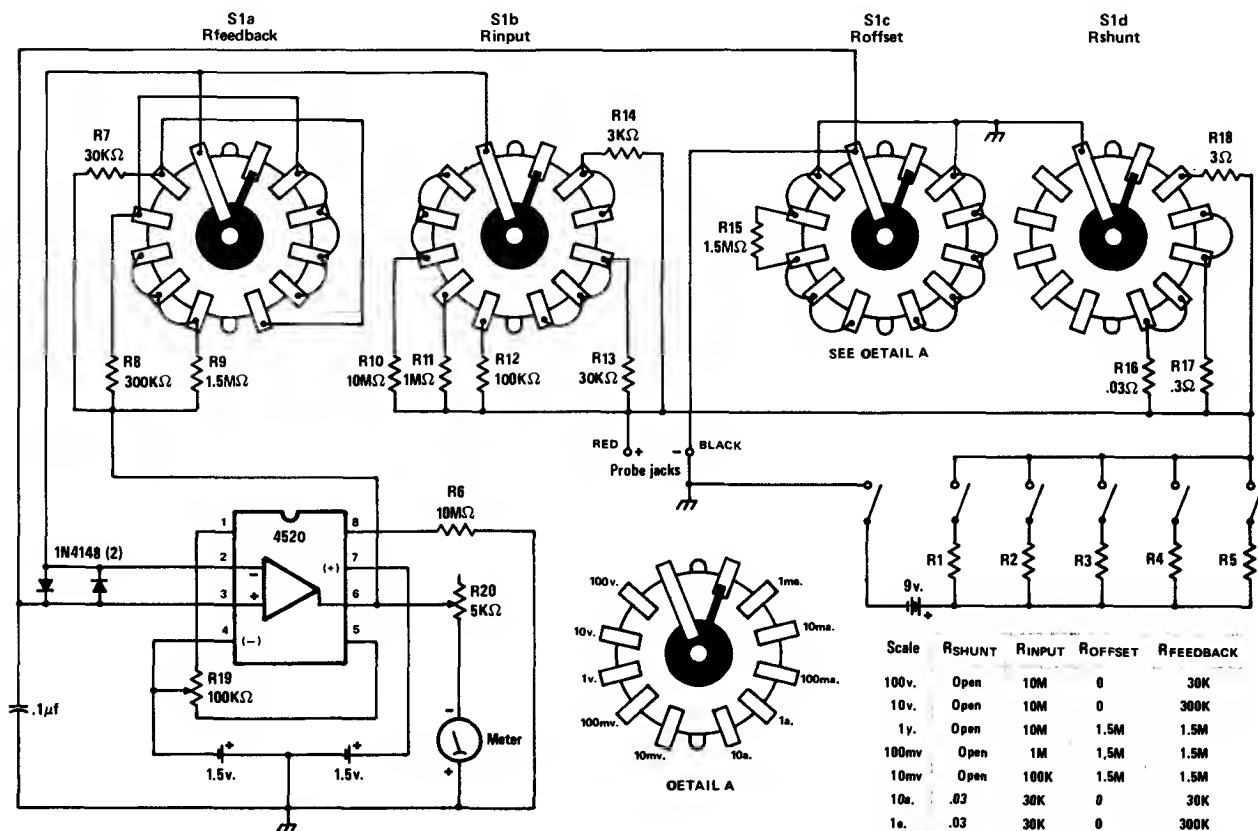 S1a
Rfeedback
S1b
Rinput
S1c
Roffset
S1d
Rshunt
R7
30KΩ
R14
3KΩ
R18
3Ω
R15
1.5MΩ
R8
300KΩ
R9
1.5MΩ
R10
10MΩ
R11
1MΩ
R12
100KΩ
R13
30KΩ
SEE OETAIL A
R16
.03Ω
R17
.3Ω
RED
+
-
BLACK
Probe jacks
R6
10MΩ
1N4148 (2)
4520
1
2
3
4
8
7
6
5
-
+
(-)
(+)
R20
5KΩ
R19
100KΩ
.1µf
+
+
1.5v.
1.5v.
-
Meter
+
100v.
10v.
1v.
100mv.
10mv.
1ma.
10ma.
100ma.
1a.
10a.
OETAIL A
R1
R2
R3
R4
R5
9v.
+
Scale RSHUNT RINPUT ROFFSET RFEEDBACK
100v. Open 10M 0 30K
10v. Open 10M 0 300K
1y. Open 10M 1.5M 1.5M
100mv Open 1M 1,5M 1.5M
10mv Open 100K 1.5M 1.5M
10a. .03 30K 0 30K
1e. .03 30K 0 300K